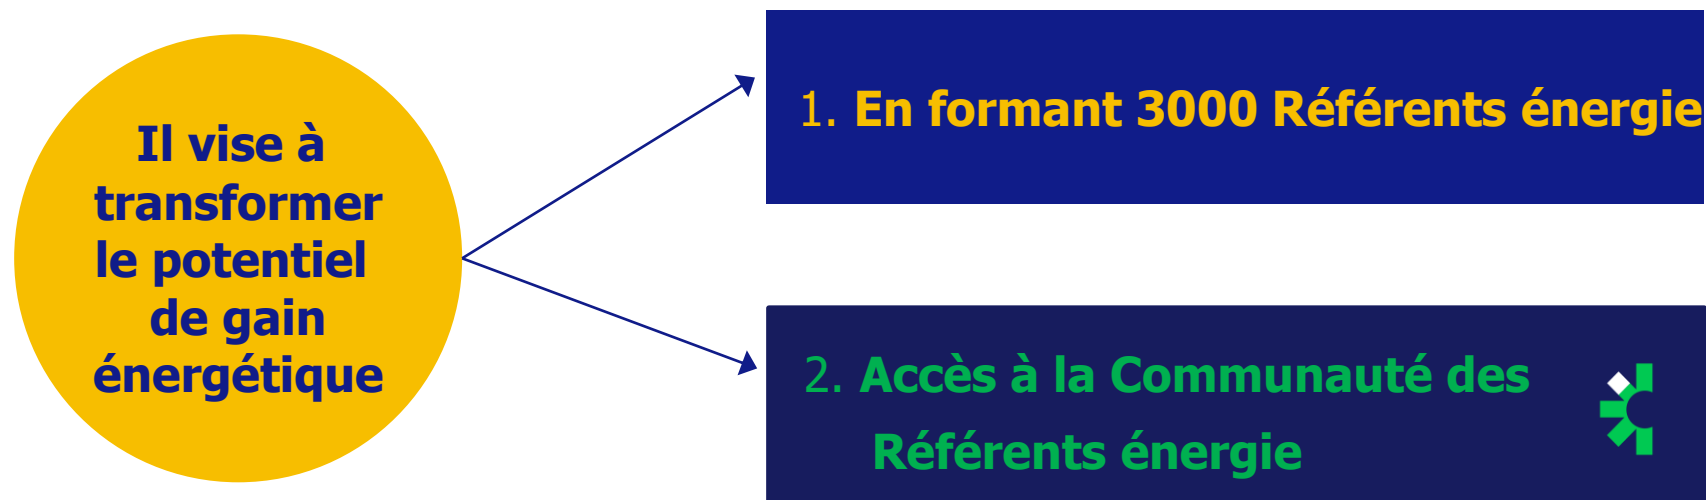 Il vise à
transformer
le potentiel
de gain
énergétique
1. En formant 3000 Référents énergie
2. Accès à la Communauté des
Référents énergie